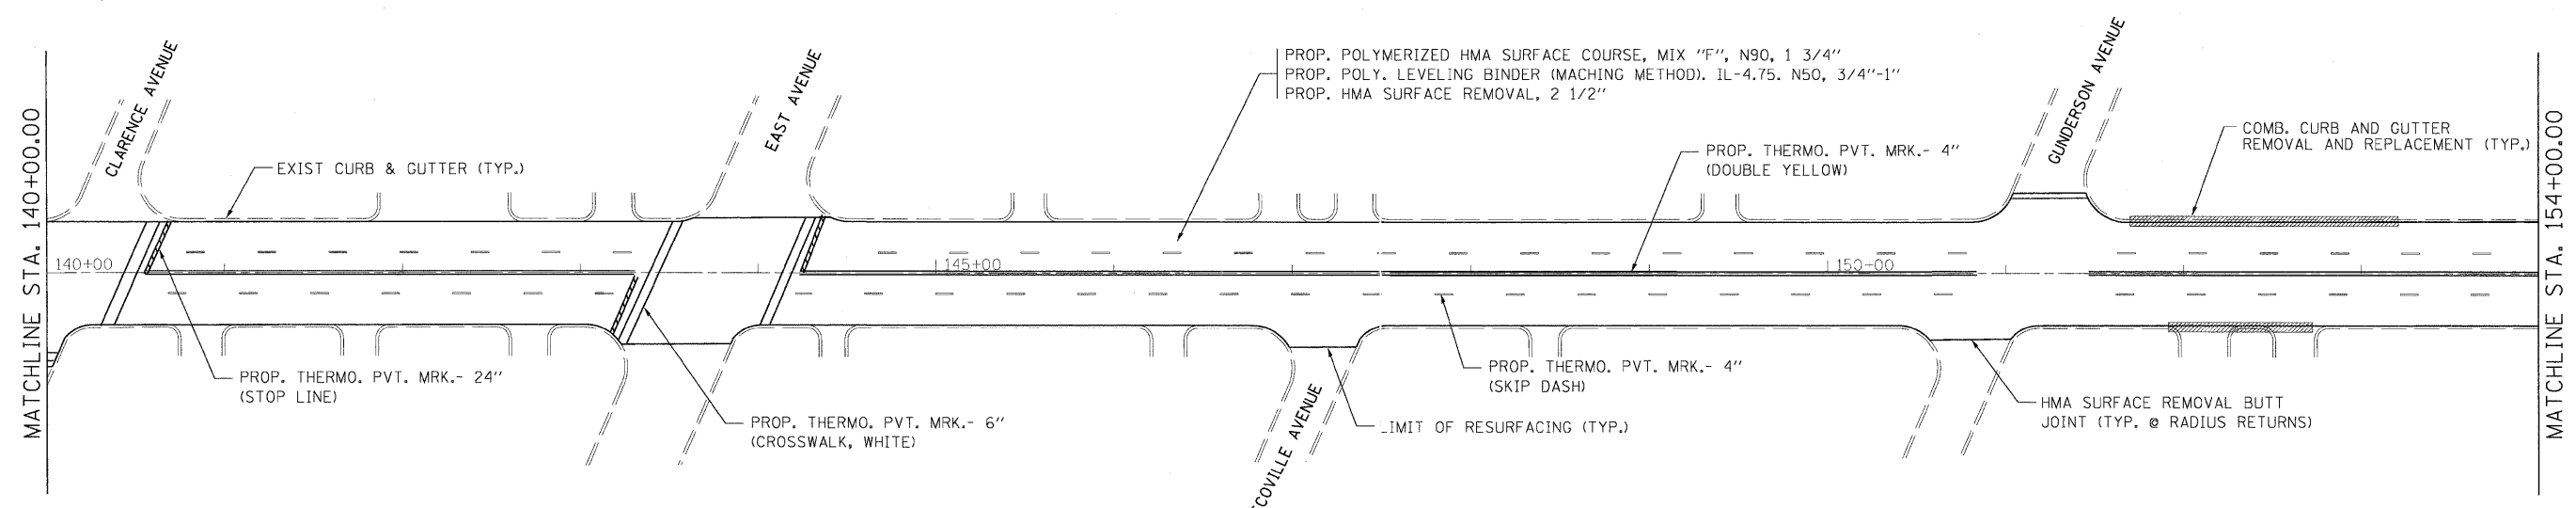 MATCHLINE STA. 140+00.00
CLARENCE AVENUE
EXIST CURB & GUTTER (TYP.)
EAST AVENUE
PROP. POLYMERIZED HMA SURFACE COURSE, MIX "F", N90, 1 3/4"
PROP. POLY. LEVELING BINDER (MACHING METHOD). IL-4.75. N50, 3/4"-1"
PROP. HMA SURFACE REMOVAL, 2 1/2"
PROP. THERMO. PVT. MRK.- 4"
(DOUBLE YELLOW)
GUNDERSON AVENUE
COMB. CURB AND GUTTER
REMOVAL AND REPLACEMENT (TYP.)
MATCHLINE STA. 154+00.00
140+00
145+00
150+00
PROP. THERMO. PVT. MRK.- 24"
(STOP LINE)
PROP. THERMO. PVT. MRK.- 6"
(CROSSWALK, WHITE)
COVILLE AVENUE
LIMIT OF RESURFACING (TYP.)
PROP. THERMO. PVT. MRK.- 4"
(SKIP DASH)
HMA SURFACE REMOVAL BUTT
JOINT (TYP. @ RADIUS RETURNS)